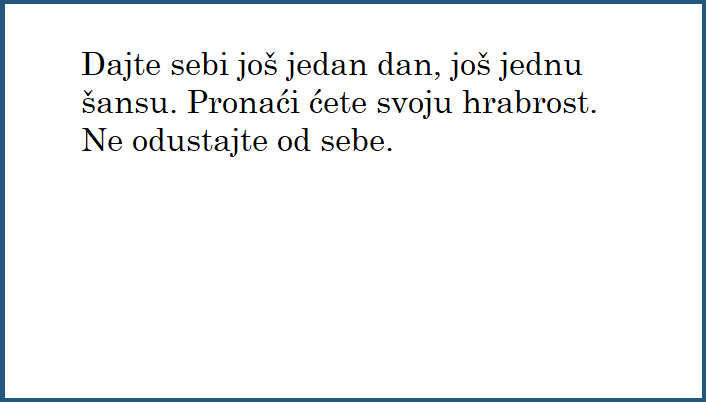 Dajte sebi još jedan dan, još jednu
šansu. Pronaći ćete svoju hrabrost.
Ne odustajte od sebe.